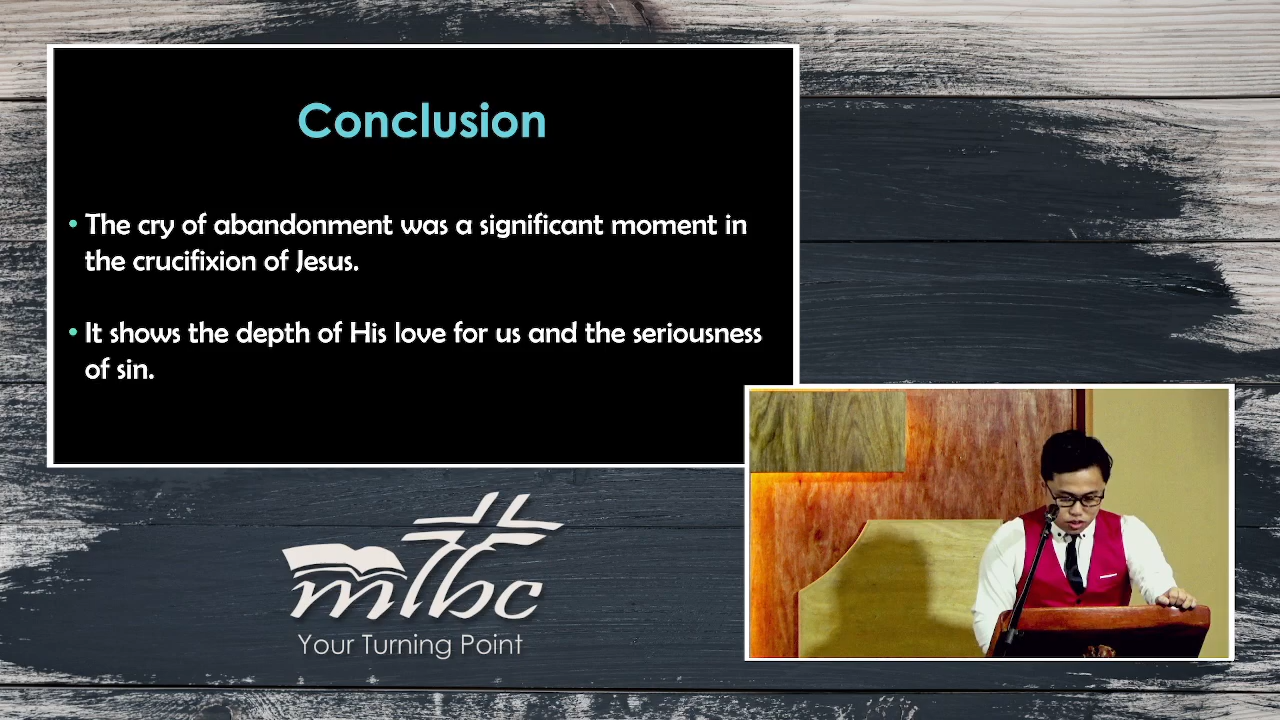 Conclusion
• The cry of abandonment was a significant moment in
the crucifixion of Jesus.
• It shows the depth of His love for us and the seriousness
of sin.
mtbc
Your Turning Point